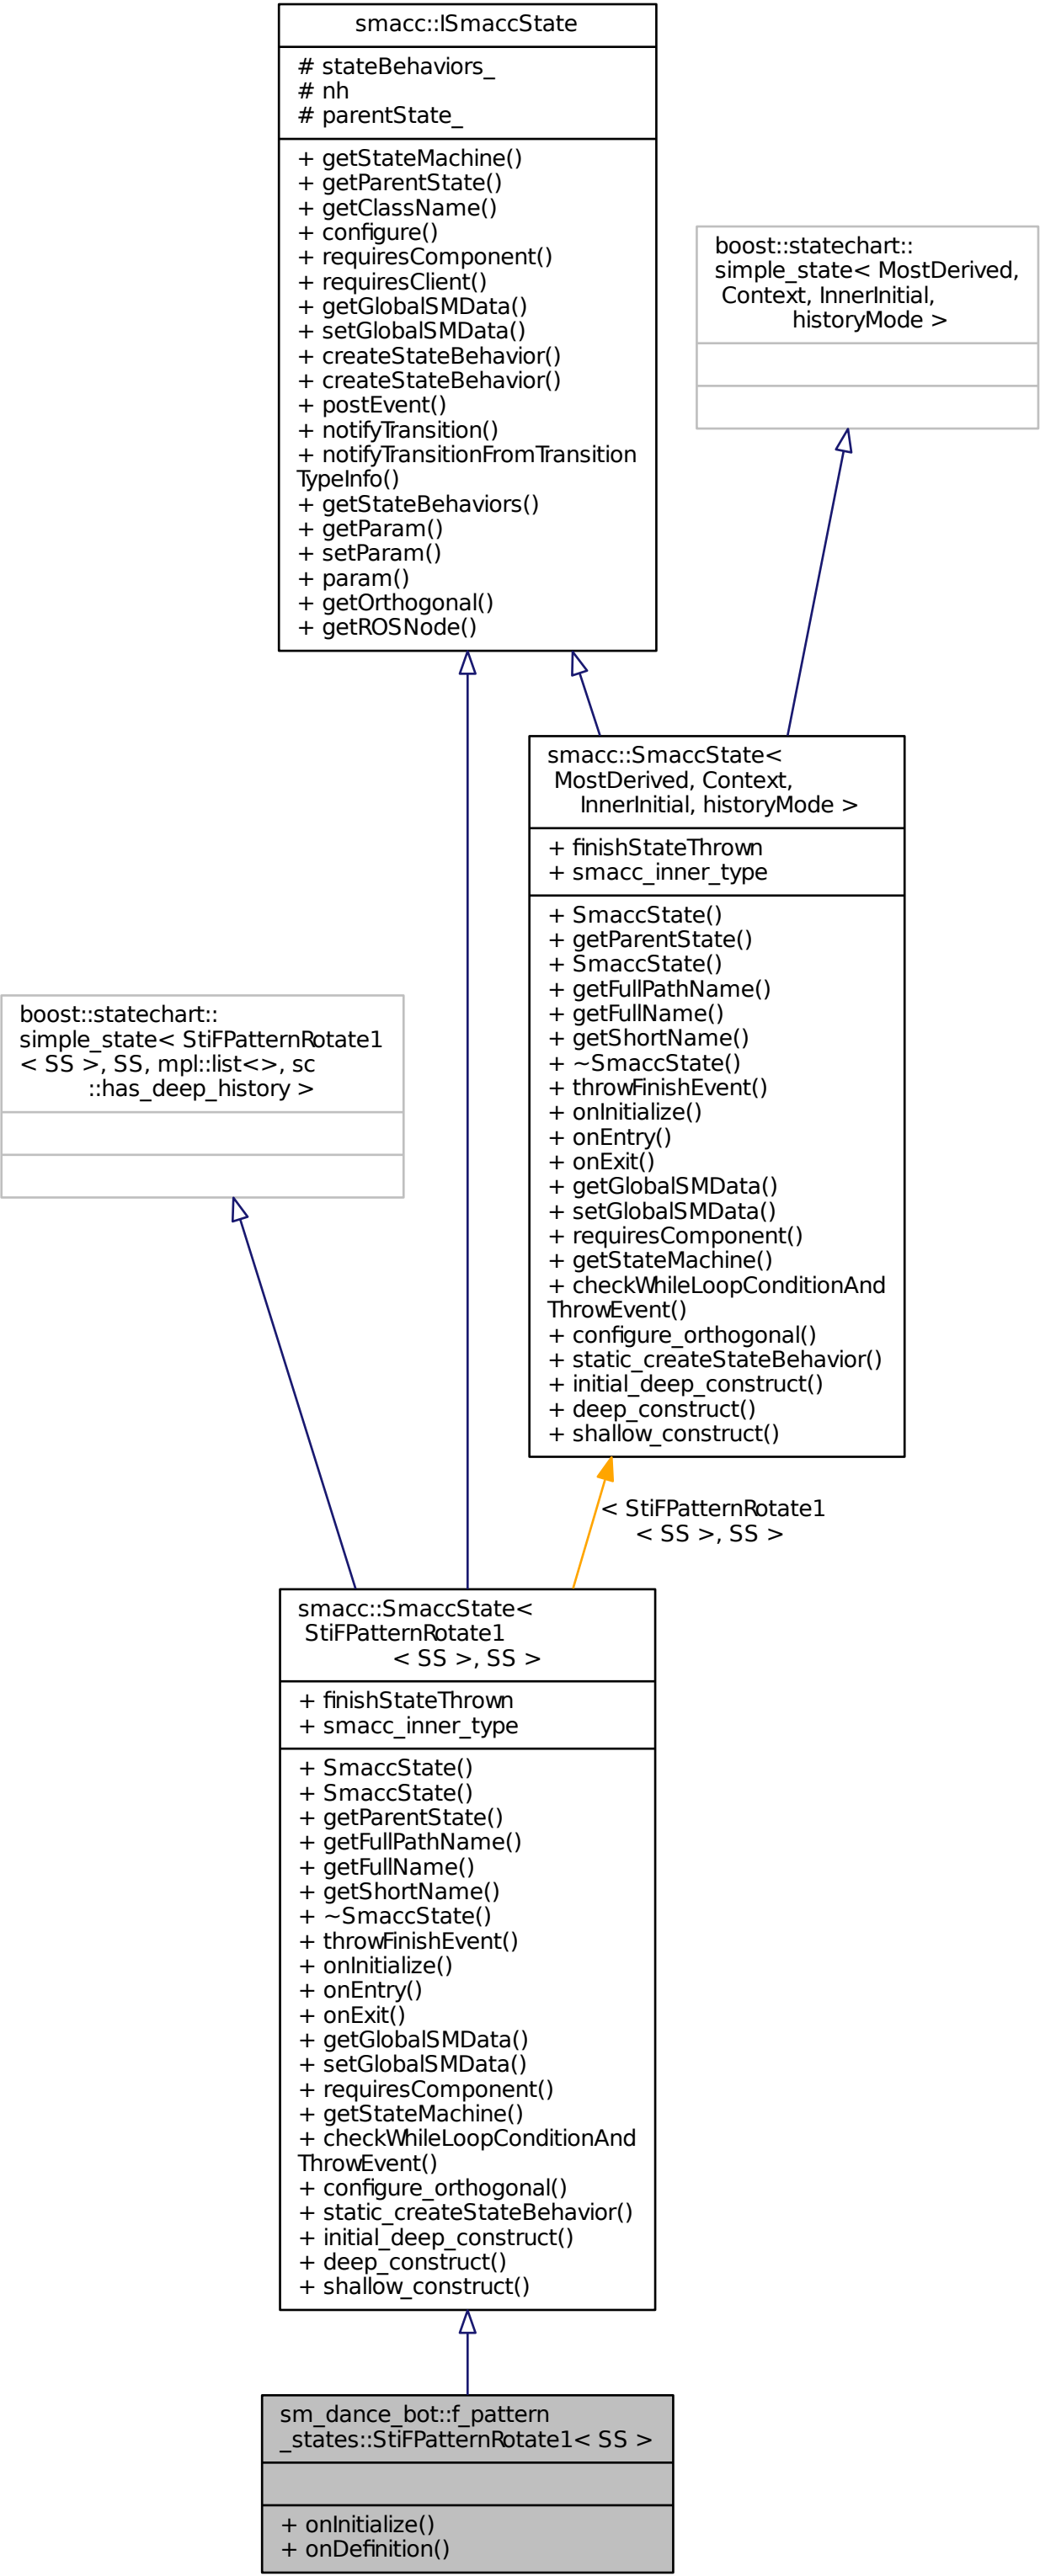 smacc::ISmaccState
# stateBehaviors_
# nh
# parentState_
+ getStateMachine()
+ getParentState()
+ getClassName()
+ configure()
+ requiresComponent()
+ requiresClient()
+ getGlobalSMData()
+ setGlobalSMData()
+ createStateBehavior()
+ createStateBehavior()
+ postEvent()
+ notifyTransition()
+ notifyTransitionFromTransition
TypeInfo()
+ getStateBehaviors()
+ getParam()
+ setParam()
+ param()
+ getOrthogonal()
+ getROSNode()
boost::statechart::
simple_state< MostDerived,
Context, InnerInitial,
historyMode >
smacc::SmaccState<
MostDerived, Context,
InnerInitial, historyMode >
+ finishStateThrown
+ smacc_inner_type
+ SmaccState()
+ getParentState()
+ SmaccState()
+ getFullPathName()
+ getFullName()
+ getShortName()
+ ~SmaccState()
+ throwFinishEvent()
+ onInitialize()
+ onEntry()
+ onExit()
+ getGlobalSMData()
+ setGlobalSMData()
+ requiresComponent()
+ getStateMachine()
+ checkWhileLoopConditionAnd
ThrowEvent()
+ configure_orthogonal()
+ static_createStateBehavior()
+ initial_deep_construct()
+ deep_construct()
+ shallow_construct()
boost::statechart::
simple_state< StiFPatternRotate1
< SS >, SS, mpl::list<>, sc
::has_deep_history >
< StiFPatternRotate1
< SS >, SS >
smacc::SmaccState<
StiFPatternRotate1
< SS >, SS >
+ finishStateThrown
+ smacc_inner_type
+ SmaccState()
+ SmaccState()
+ getParentState()
+ getFullPathName()
+ getFullName()
+ getShortName()
+ ~SmaccState()
+ throwFinishEvent()
+ onInitialize()
+ onEntry()
+ onExit()
+ getGlobalSMData()
+ setGlobalSMData()
+ requiresComponent()
+ getStateMachine()
+ checkWhileLoopConditionAnd
ThrowEvent()
+ configure_orthogonal()
+ static_createStateBehavior()
+ initial_deep_construct()
+ deep_construct()
+ shallow_construct()
sm_dance_bot::f_pattern
_states::StiFPatternRotate1< SS >
+ onInitialize()
+ onDefinition()